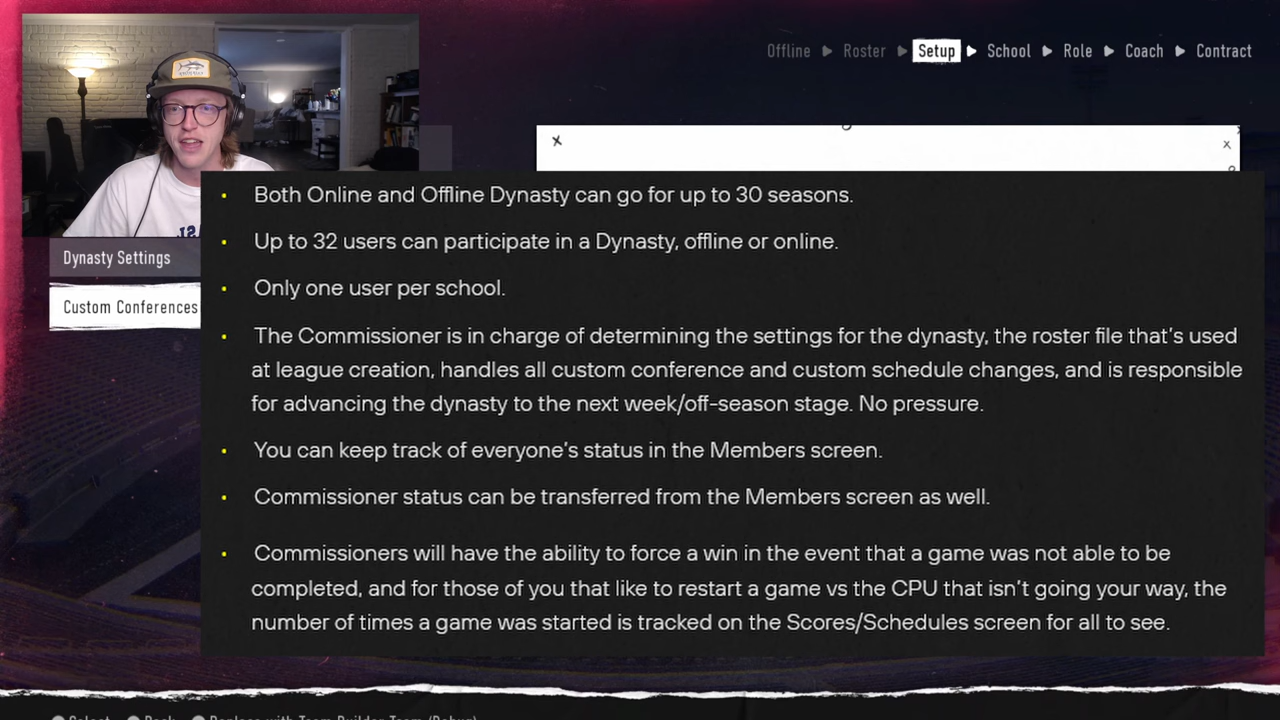 Offline Roster Setup School Role Coach Contract
Dynasty Settings
Custom Conferences
• Both Online and Offline Dynasty can go for up to 30 seasons.
• Up to 32 users can participate in a Dynasty, offline or online.
• Only one user per school.
• The Commissioner is in charge of determining the settings for the dynasty, the roster file that's used
at league creation, handles all custom conference and custom schedule changes, and is responsible
for advancing the dynasty to the next week/off-season stage. No pressure.
• You can keep track of everyone's status in the Members screen.
• Commissioner status can be transferred from the Members screen as well.
• Commissioners will have the ability to force a win in the event that a game was not able to be
completed, and for those of you that like to restart a game vs the CPU that isn't going your way, the
number of times a game was started is tracked on the Scores/Schedules screen for all to see.
Select Back Replace with Team Builder Team (Debug)